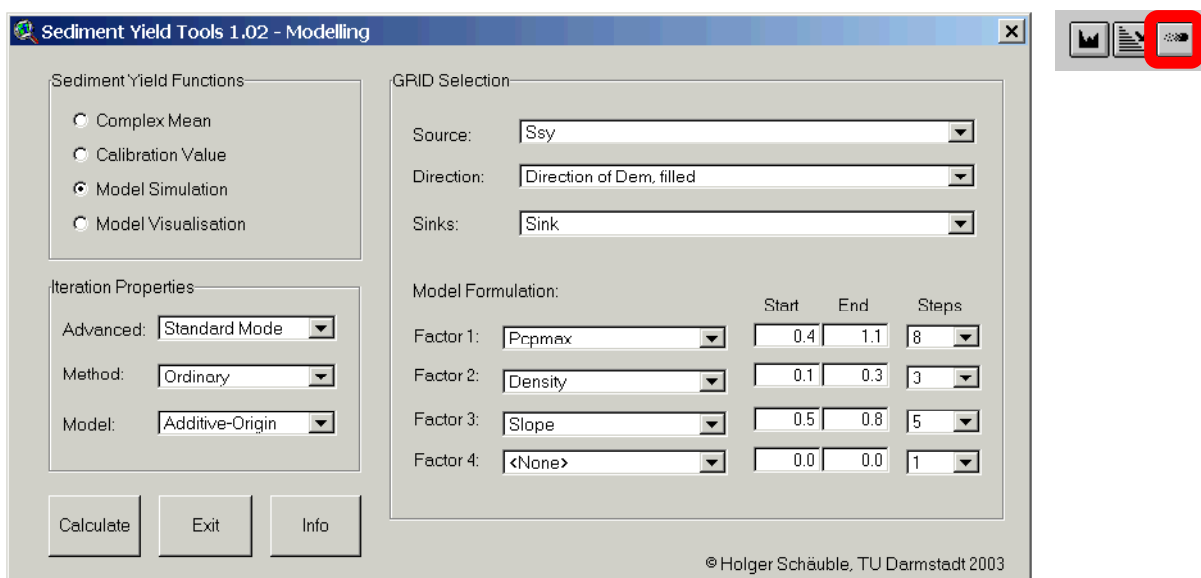 Sediment Yield Tools 1.02 - Modelling
Sediment Yield Functions
Complex Mean
Calibration Value
Model Simulation
Model Visualisation
Iteration Properties
Advanced: Standard Mode
Method: Ordinary
Model: Additive-Origin
Calculate Exit Info
GRID Selection
Source: Ssy
Direction: Direction of Dem, filled
Sinks: Sink
Model Formulation: Start End Steps
Factor 1: Pcpmax 0.4 1.1 8
Factor 2: Density 0.1 0.3 3
Factor 3: Slope 0.5 0.8 5
Factor 4: <None> 0.0 0.0 1
© Holger Schäuble, TU Darmstadt 2003